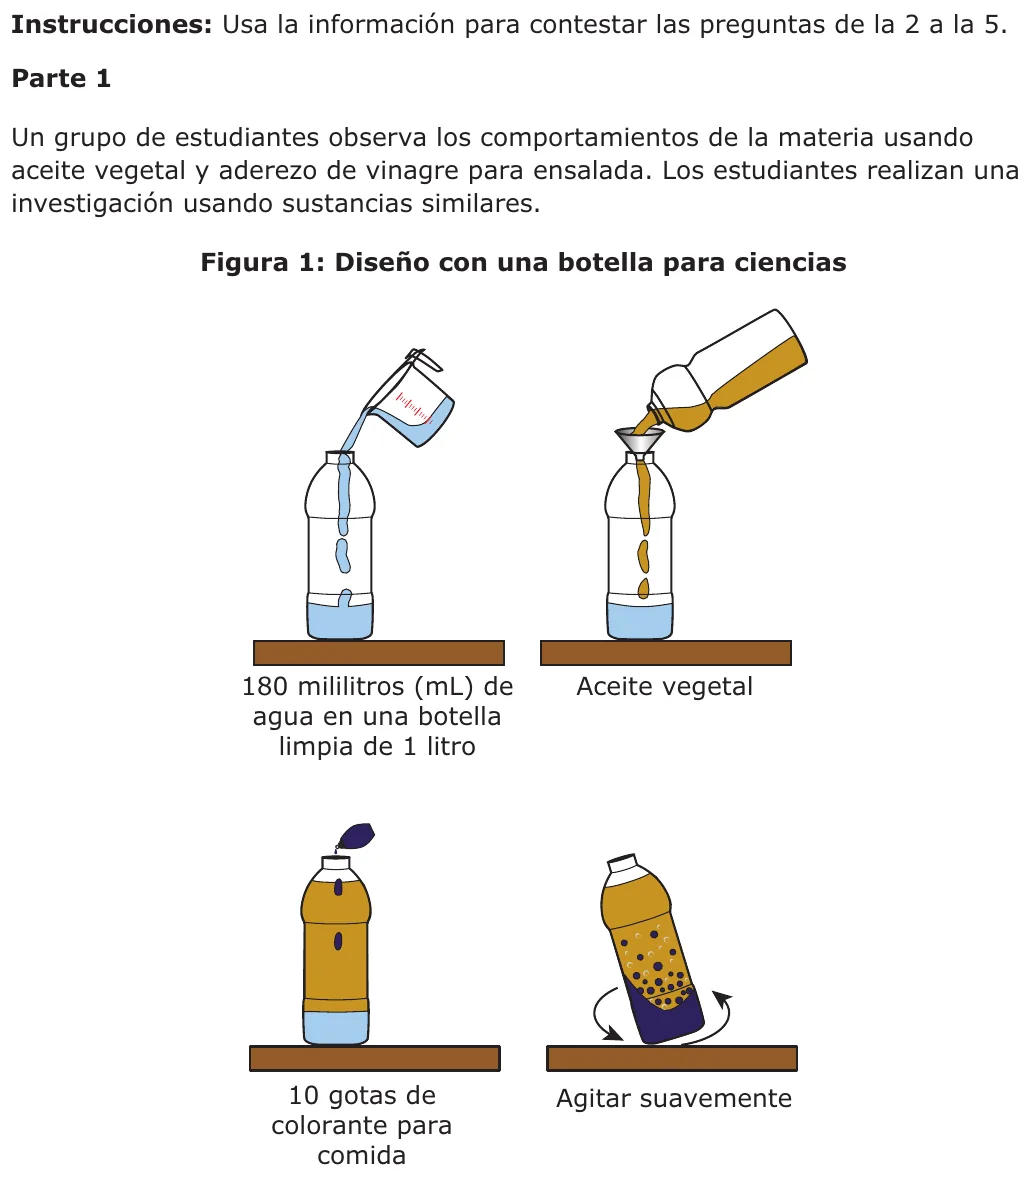 Instrucciones: Usa la información para contestar las preguntas de la 2 a la 5.
Parte 1
Un grupo de estudiantes observa los comportamientos de la materia usando
aceite vegetal y aderezo de vinagre para ensalada. Los estudiantes realizan una
investigación usando sustancias similares.
Figura 1: Diseño con una botella para ciencias
180 mililitros (mL) de
agua en una botella
limpia de 1 litro
Aceite vegetal
10 gotas de
colorante para
comida
Agitar suavemente